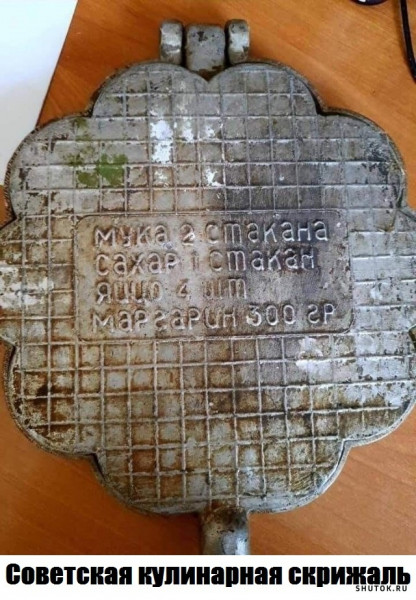 мука 2 стакана
сахар 1 стакан
яйцо 4 шт
маргарин 300 гр
Советская кулинарная скрижаль
SHUTOK.RU